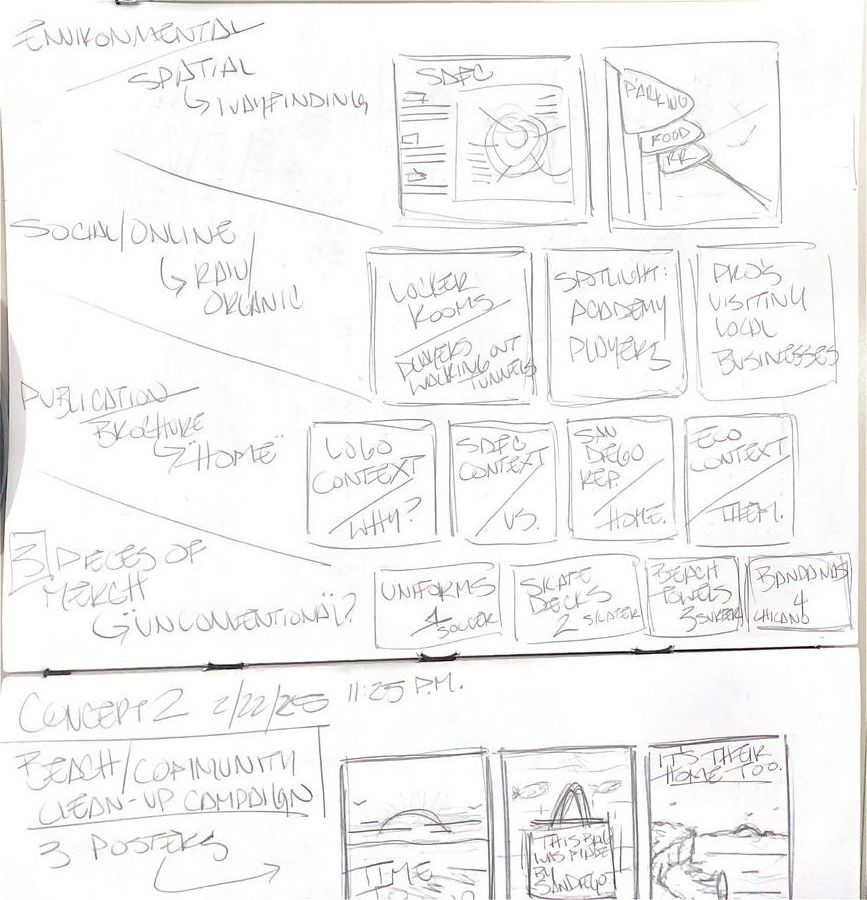 ENVIRONMENTAL
SPATIAL
WAYFINDING
SDFC
PARKING
FOOD
RR
SOCIAL/ONLINE
RAW/
ORGANIC
LOCKER
ROOMS
PLAYERS
WALKING OUT
TUNNELS
SPOTLIGHT:
ACADEMY
PLAYERS
PRO'S
VISITING
LOCAL
BUSINESSES
PUBLICATION
BROCHURE
"HOME"
LOGO
CONTEXT
WHY?
SDFC
CONTEXT
US.
SAN
DIEGO
REP.
HOME.
ECO
CONTEXT
THEM.
3 PIECES OF
MERCH
"UNCONVENTIONAL"?
UNIFORMS
SOCCER
SKATE
DECKS
2 SKATER
BEACH
TOWELS
3 SURFER
BANDANAS
4
CHICANO
CONCEPT 2 2/22/25 11:25 P.M.
BEACH/COMMUNITY
CLEAN-UP CAMPAIGN
3 POSTERS
TIME
THIS BAG
WAS MADE
BY
SAN DIEGO
IT'S THEIR
HOME TOO.